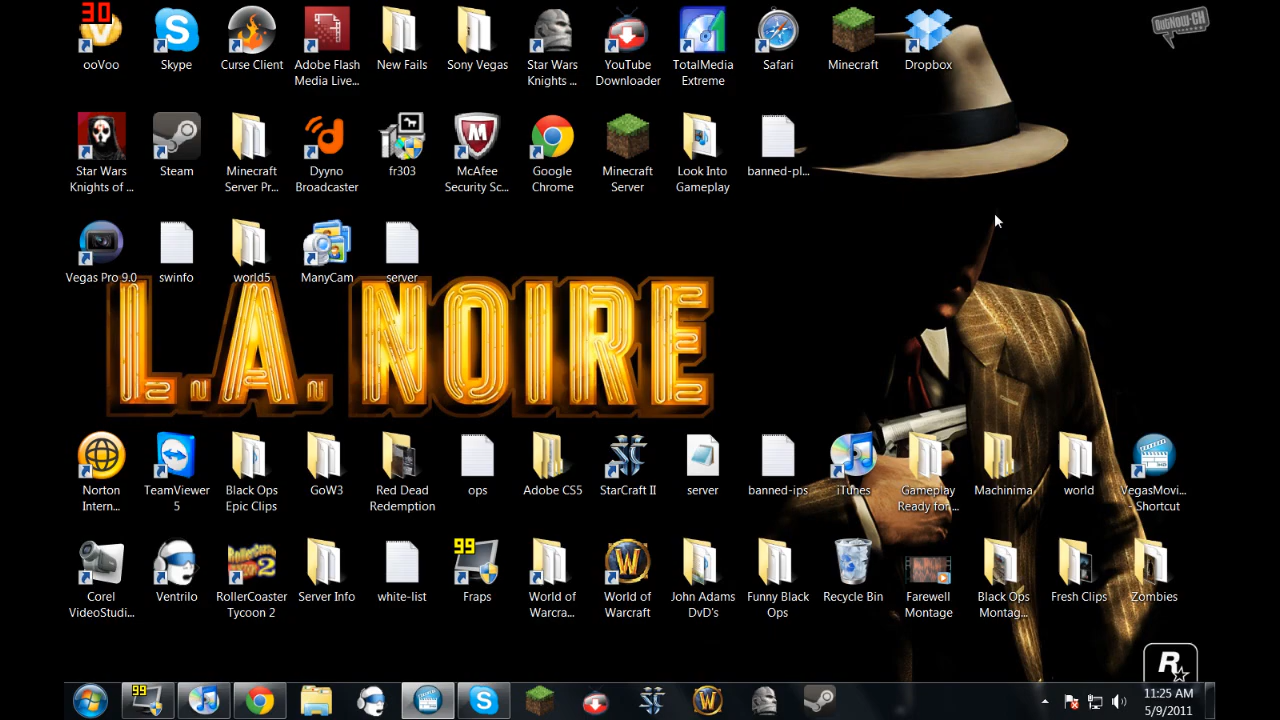 30
OUTNOW.CH
ooVoo
Skype
Curse Client
Adobe Flash
Media Live...
New Fails
Sony Vegas
Star Wars
Knights ...
YouTube
Downloader
TotalMedia
Extreme
Safari
Minecraft
Dropbox
Star Wars
Knights of ...
Steam
Minecraft
Server Pr...
Dyyno
Broadcaster
fr303
McAfee
Security Sc...
Google
Chrome
Minecraft
Server
Look Into
Gameplay
banned-pl...
Vegas Pro 9.0
swinfo
world5
ManyCam
server
L.A. NOIRE
Norton
Intern...
TeamViewer
5
Black Ops
Epic Clips
GoW3
Red Dead
Redemption
ops
Adobe CS5
StarCraft II
server
banned-ips
iTunes
Gameplay
Ready for ...
Machinima
world
VegasMovi...
- Shortcut
99
Corel
VideoStudi...
Ventrilo
RollerCoaster
Tycoon 2
Server Info
white-list
Fraps
World of
Warcra...
World of
Warcraft
John Adams
DvD's
Funny Black
Ops
Recycle Bin
Farewell
Montage
Black Ops
Montag...
Fresh Clips
Zombies
R
99
11:25 AM
5/9/2011